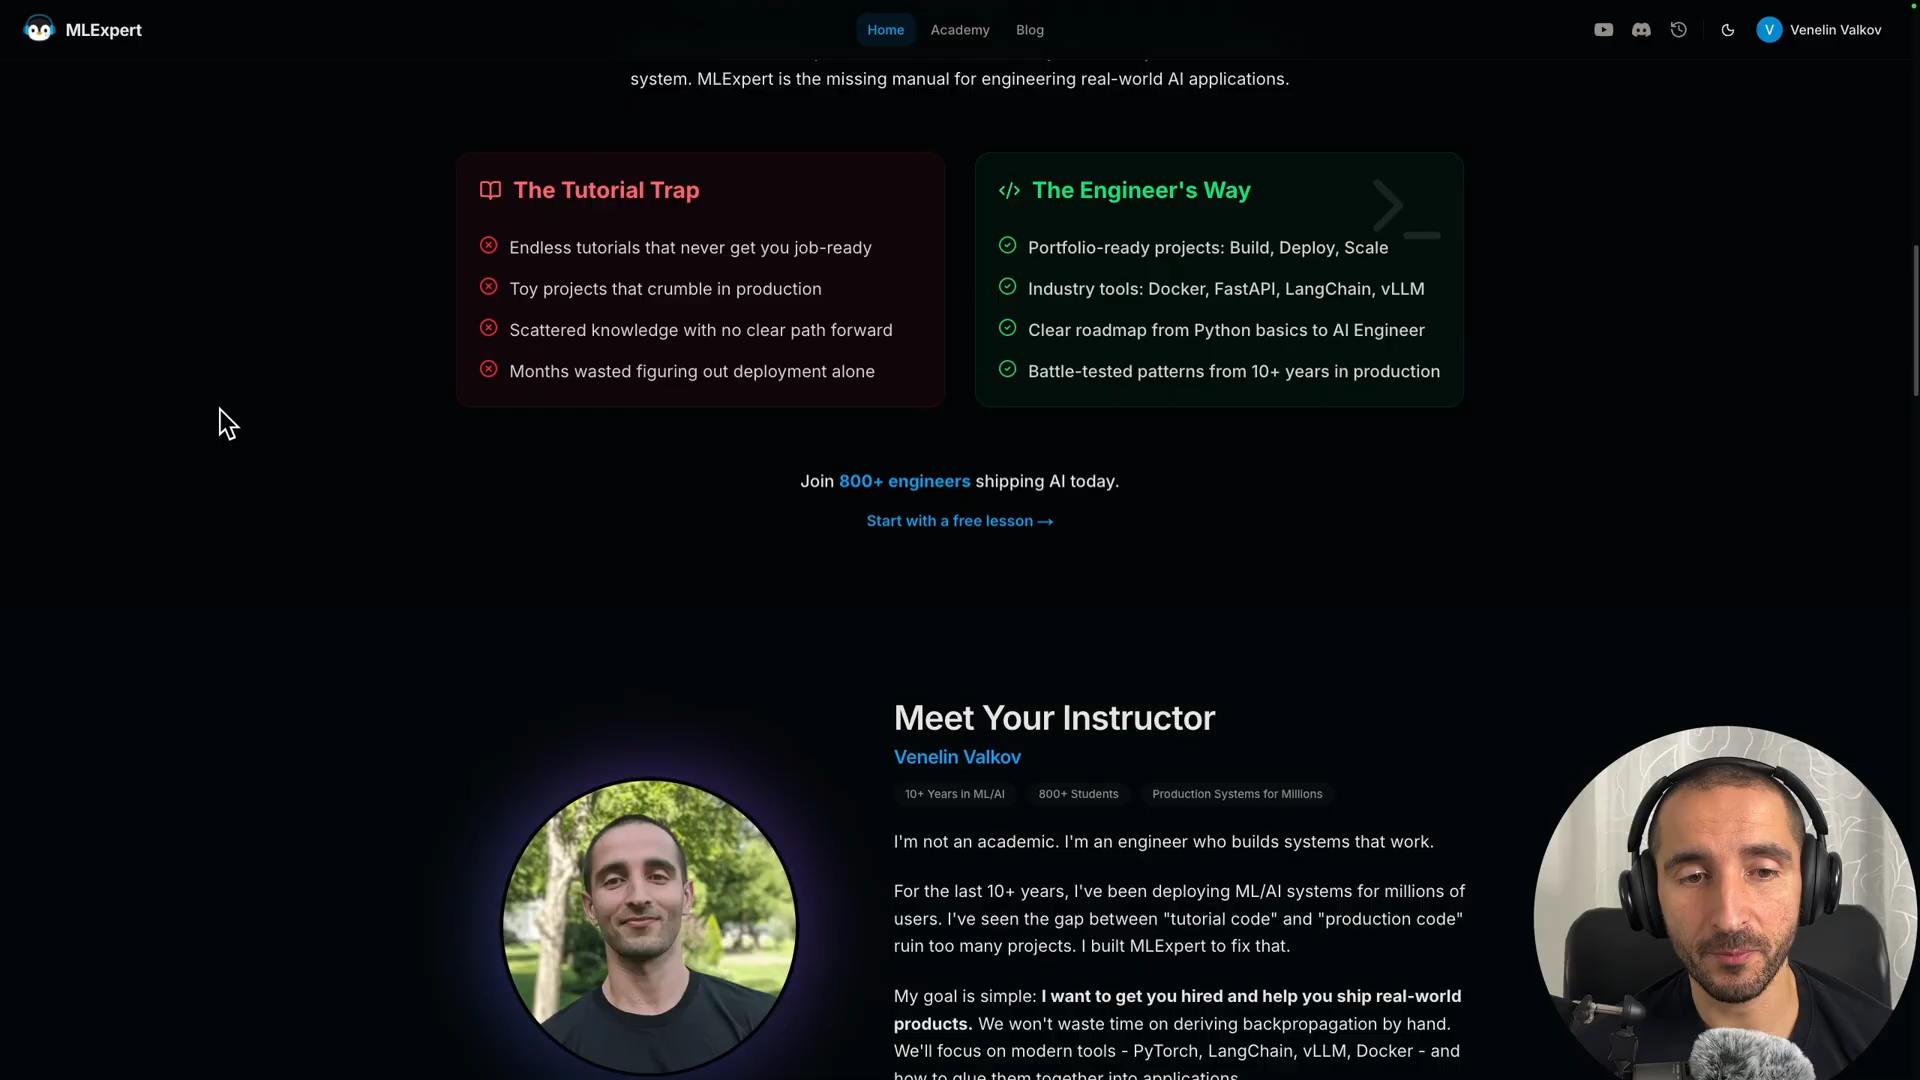 MLExpert
Home
Academy
Blog
V
Venelin Valkov
system. MLExpert is the missing manual for engineering real-world AI applications.
The Tutorial Trap
Endless tutorials that never get you job-ready
Toy projects that crumble in production
Scattered knowledge with no clear path forward
Months wasted figuring out deployment alone
</> The Engineer's Way
Portfolio-ready projects: Build, Deploy, Scale
Industry tools: Docker, FastAPI, LangChain, vLLM
Clear roadmap from Python basics to AI Engineer
Battle-tested patterns from 10+ years in production
Join 800+ engineers shipping AI today.
Start with a free lesson →
Meet Your Instructor
Venelin Valkov
10+ Years in ML/AI
800+ Students
Production Systems for Millions
I'm not an academic. I'm an engineer who builds systems that work.
For the last 10+ years, I've been deploying ML/AI systems for millions of
users. I've seen the gap between "tutorial code" and "production code"
ruin too many projects. I built MLExpert to fix that.
My goal is simple: I want to get you hired and help you ship real-world
products. We won't waste time on deriving backpropagation by hand.
We'll focus on modern tools - PyTorch, LangChain, vLLM, Docker - and
how to glue them together into applications.